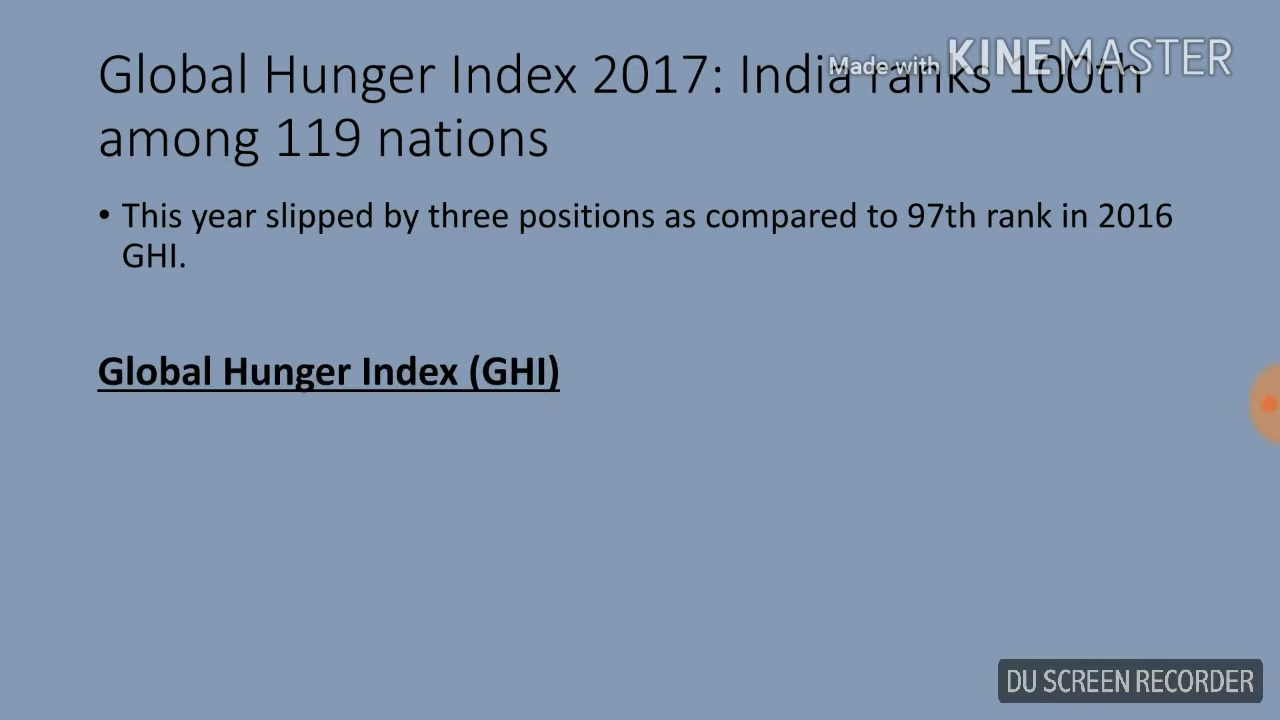 Global Hunger Index 2017: India ranks 100th
Made with KINEMASTER
among 119 nations
• This year slipped by three positions as compared to 97th rank in 2016
GHI.
Global Hunger Index (GHI)
DU SCREEN RECORDER